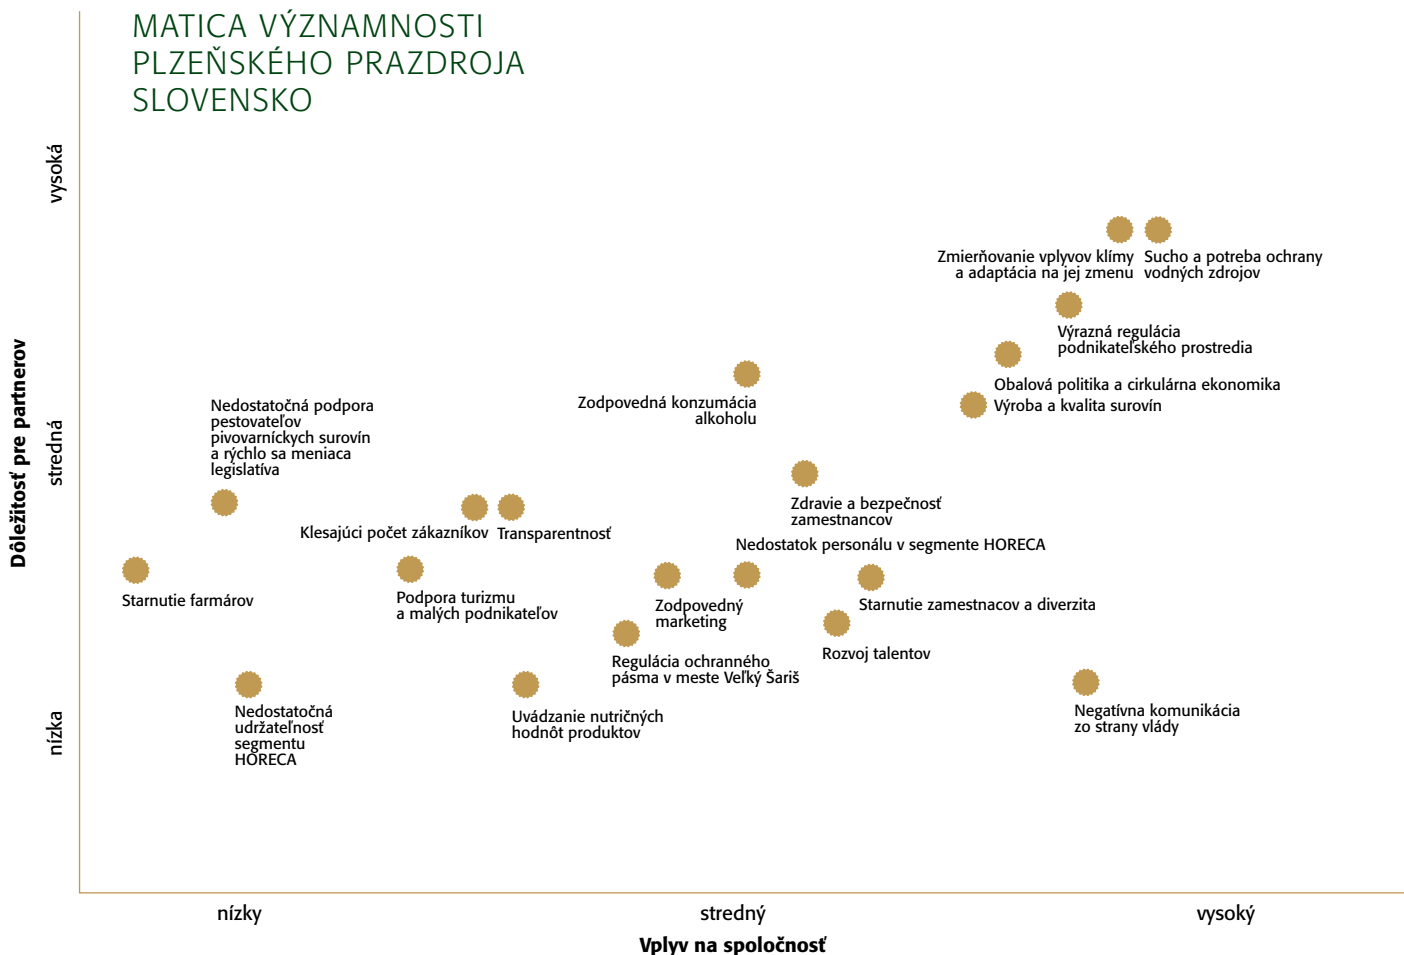 MATICA VÝZNAMNOSTI
PLZEŇSKÉHO PRAZDROJA
SLOVENSKO
Dôležitosť pre partnerov
vysoká
stredná
nízka
Zmierňovanie vplyvov klímy
a adaptácia na jej zmenu
Sucho a potreba ochrany
vodných zdrojov
Výrazná regulácia
podnikateľského prostredia
Obalová politika a cirkulárna ekonomika
Výroba a kvalita surovín
Zodpovedná konzumácia
alkoholu
Nedostatočná podpora
pestovateľov
pivovarníckych surovín
a rýchlo sa meniaca
legislatíva
Zdravie a bezpečnosť
zamestnancov
Klesajúci počet zákazníkov
Transparentnosť
Nedostatok personálu v segmente HORECA
Starnutie farmárov
Podpora turizmu
a malých podnikateľov
Zodpovedný
marketing
Starnutie zamestnacov a diverzita
Rozvoj talentov
Regulácia ochranného
pásma v meste Veľký Šariš
Nedostatočná
udržateľnosť
segmentu
HORECA
Uvádzanie nutričných
hodnôt produktov
Negatívna komunikácia
zo strany vlády
nízky
stredný
vysoký
Vplyv na spoločnosť